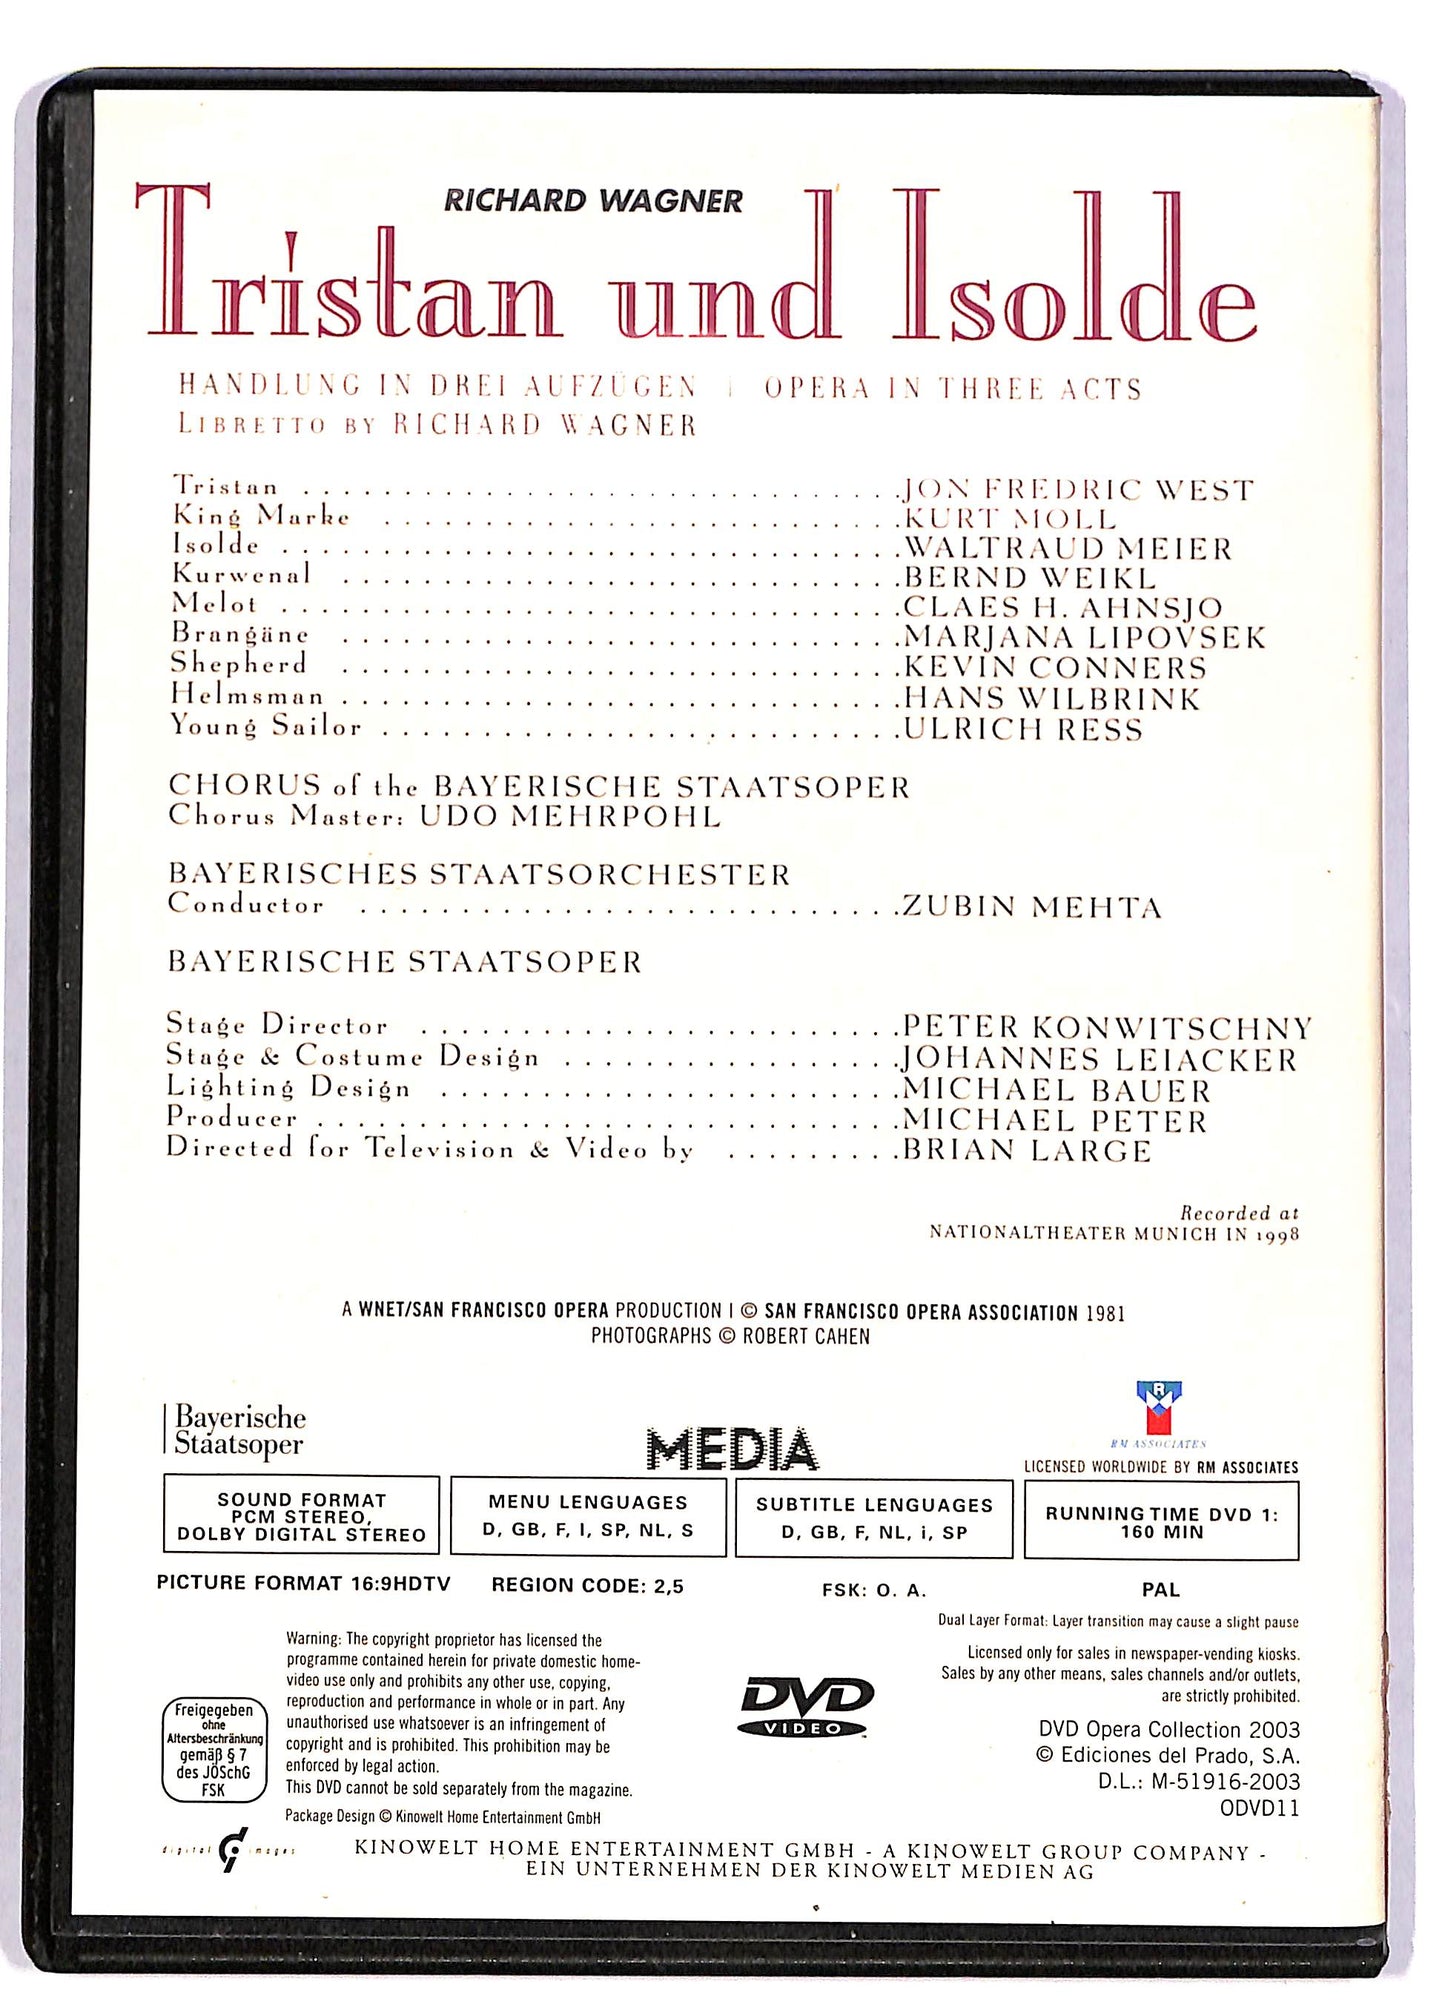 RICHARD WAGNER
Tristan und Isolde
HANDLUNG IN DREI AUFZÜGEN | OPERA IN THREE ACTS
LIBRETTO BY RICHARD WAGNER
Tristan . . . . . . . . . . . . . . . . . . . . . . . . . . . . . .JON FREDRIC WEST
King Marke . . . . . . . . . . . . . . . . . . . . . . . . . .KURT MOLL
Isolde . . . . . . . . . . . . . . . . . . . . . . . . . . . . . . .WALTRAUD MEIER
Kurwenal . . . . . . . . . . . . . . . . . . . . . . . . . . . .BERND WEIKL
Melot . . . . . . . . . . . . . . . . . . . . . . . . . . . . . . .CLAES H. AHNSJO
Brangäne . . . . . . . . . . . . . . . . . . . . . . . . . . . .MARJANA LIPOVSEK
Shepherd . . . . . . . . . . . . . . . . . . . . . . . . . . . .KEVIN CONNERS
Helmsman . . . . . . . . . . . . . . . . . . . . . . . . . . . .HANS WILBRINK
Young Sailor . . . . . . . . . . . . . . . . . . . . . . . . . .ULRICH RESS
CHORUS of the BAYERISCHE STAATSOPER
Chorus Master: UDO MEHRPOHL
BAYERISCHES STAATSORCHESTER
Conductor . . . . . . . . . . . . . . . . . . . . . . . . . . .ZUBIN MEHTA
BAYERISCHE STAATSOPER
Stage Director . . . . . . . . . . . . . . . . . . . . . . . .PETER KONWITSCHNY
Stage & Costume Design . . . . . . . . . . . . . . . . .JOHANNES LEIACKER
Lighting Design . . . . . . . . . . . . . . . . . . . . . . .MICHAEL BAUER
Producer . . . . . . . . . . . . . . . . . . . . . . . . . . . . .MICHAEL PETER
Directed for Television & Video by . . . . . . . . .BRIAN LARGE
Recorded at
NATIONALTHEATER MUNICH IN 1998
A WNET/SAN FRANCISCO OPERA PRODUCTION I © SAN FRANCISCO OPERA ASSOCIATION 1981
PHOTOGRAPHS © ROBERT CAHEN
Bayerische
Staatsoper
MEDIA
RM
RM ASSOCIATES
LICENSED WORLDWIDE BY RM ASSOCIATES
SOUND FORMAT
PCM STEREO,
DOLBY DIGITAL STEREO
MENU LENGUAGES
D, GB, F, I, SP, NL, S
SUBTITLE LENGUAGES
D, GB, F, NL, i, SP
RUNNING TIME DVD 1:
160 MIN
PICTURE FORMAT 16:9HDTV
REGION CODE: 2,5
FSK: O. A.
PAL
Dual Layer Format: Layer transition may cause a slight pause
Warning: The copyright proprietor has licensed the
programme contained herein for private domestic home-
video use only and prohibits any other use, copying,
reproduction and performance in whole or in part. Any
unauthorised use whatsoever is an infringement of
copyright and is prohibited. This prohibition may be
enforced by legal action.
This DVD cannot be sold separately from the magazine.
Package Design © Kinowelt Home Entertainment GmbH
Freigegeben
ohne
Altersbeschränkung
gemäß § 7
des JÖSchG
FSK
DVD
VIDEO
Licensed only for sales in newspaper-vending kiosks.
Sales by any other means, sales channels and/or outlets,
are strictly prohibited.
DVD Opera Collection 2003
© Ediciones del Prado, S.A.
D.L.: M-51916-2003
ODVD11
digital images
KINOWELT HOME ENTERTAINMENT GMBH - A KINOWELT GROUP COMPANY -
EIN UNTERNEHMEN DER KINOWELT MEDIEN AG